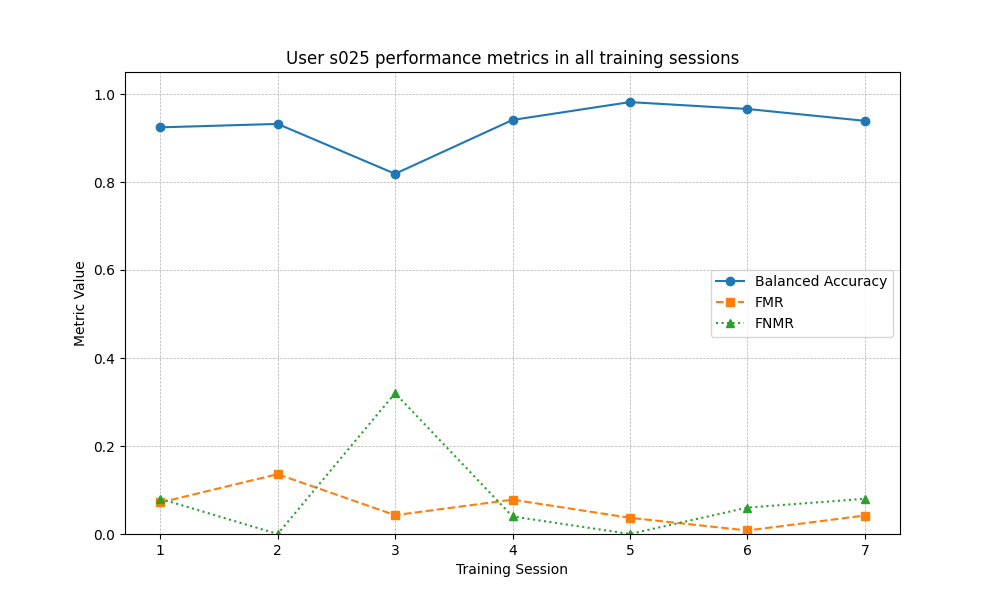 User s025 performance metrics in all training sessions
1.0
0.8
0.6
0.4
0.2
0.0
Metric Value
Balanced Accuracy
FMR
FNMR
1 2 3 4 5 6 7
Training Session